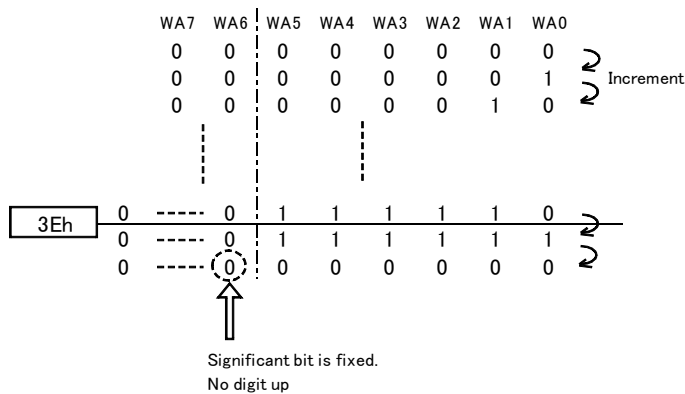 WA7 WA6 WA5 WA4 WA3 WA2 WA1 WA0
0 0 0 0 0 0 0 0
0 0 0 0 0 0 0 1
Increment
0 0 0 0 0 0 1 0
0 0 1 1 1 1 1 0
3Eh
0 0 1 1 1 1 1 1
0 0 0 0 0 0 0 0
Significant bit is fixed.
No digit up